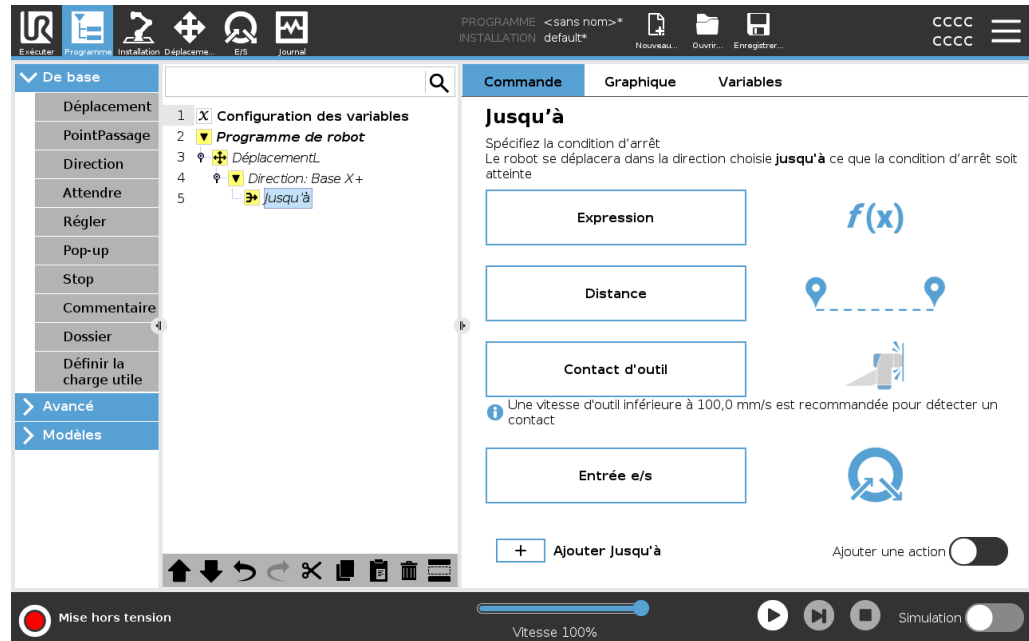 PROGRAMME <sans nom>*
INSTALLATION default*
CCCC
CCCC
Exécuter Programme Installation Déplaceme... E/S Journal Nouveau... Ouvrir... Enregistrer...
De base
Déplacement
PointPassage
Direction
Attendre
Régler
Pop-up
Stop
Commentaire
Dossier
Définir la
charge utile
Avancé
Modèles
1 X Configuration des variables
2 Programme de robot
3 DéplacementL
4 Direction: Base X+
5 Jusqu'à
Commande Graphique Variables
Jusqu'à
Spécifiez la condition d'arrêt
Le robot se déplacera dans la direction choisie jusqu'à ce que la condition d'arrêt soit
atteinte
Expression f(x)
Distance
Contact d'outil
Une vitesse d'outil inférieure à 100,0 mm/s est recommandée pour détecter un
contact
Entrée e/s
+ Ajouter Jusqu'à Ajouter une action
Mise hors tension
Vitesse 100%
Simulation